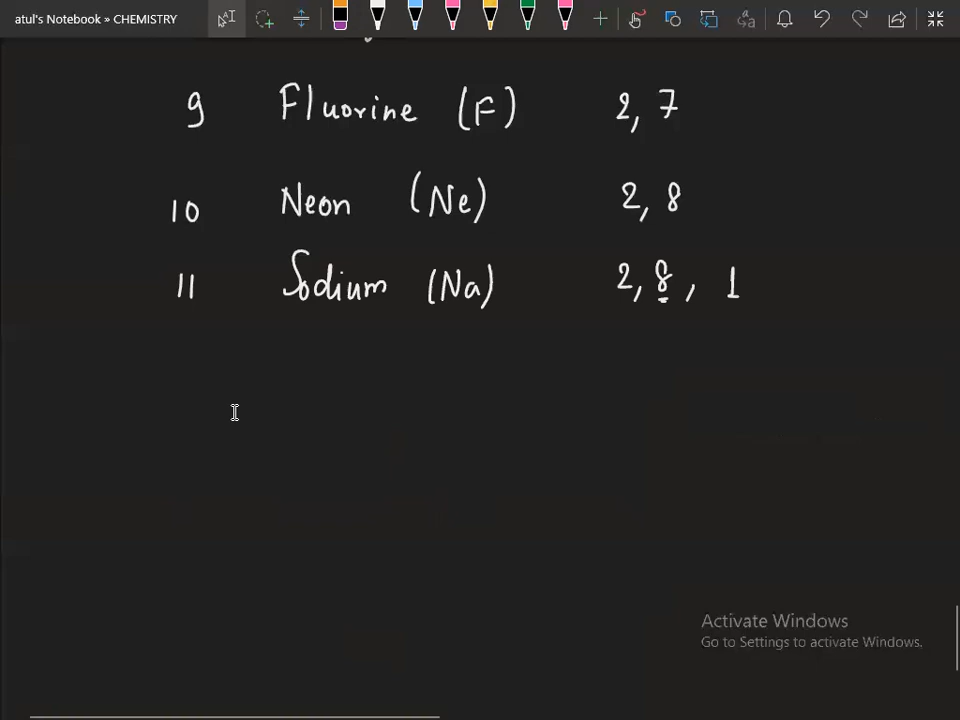 atul's Notebook » CHEMISTRY
9 Fluorine (F) 2, 7
10 Neon (Ne) 2, 8
11 Sodium (Na) 2, 8, 1
Activate Windows
Go to Settings to activate Windows.